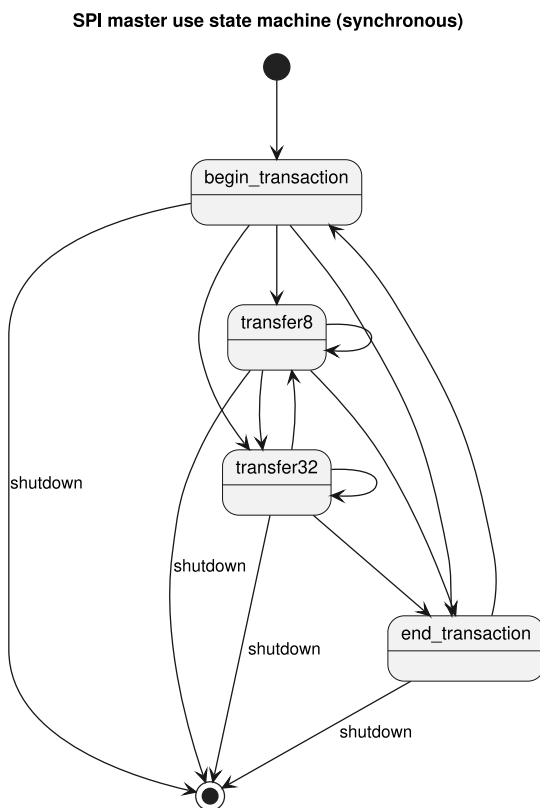 SPI master use state machine (synchronous)
begin_transaction
transfer8
transfer32
shutdown
shutdown
shutdown
end_transaction
shutdown